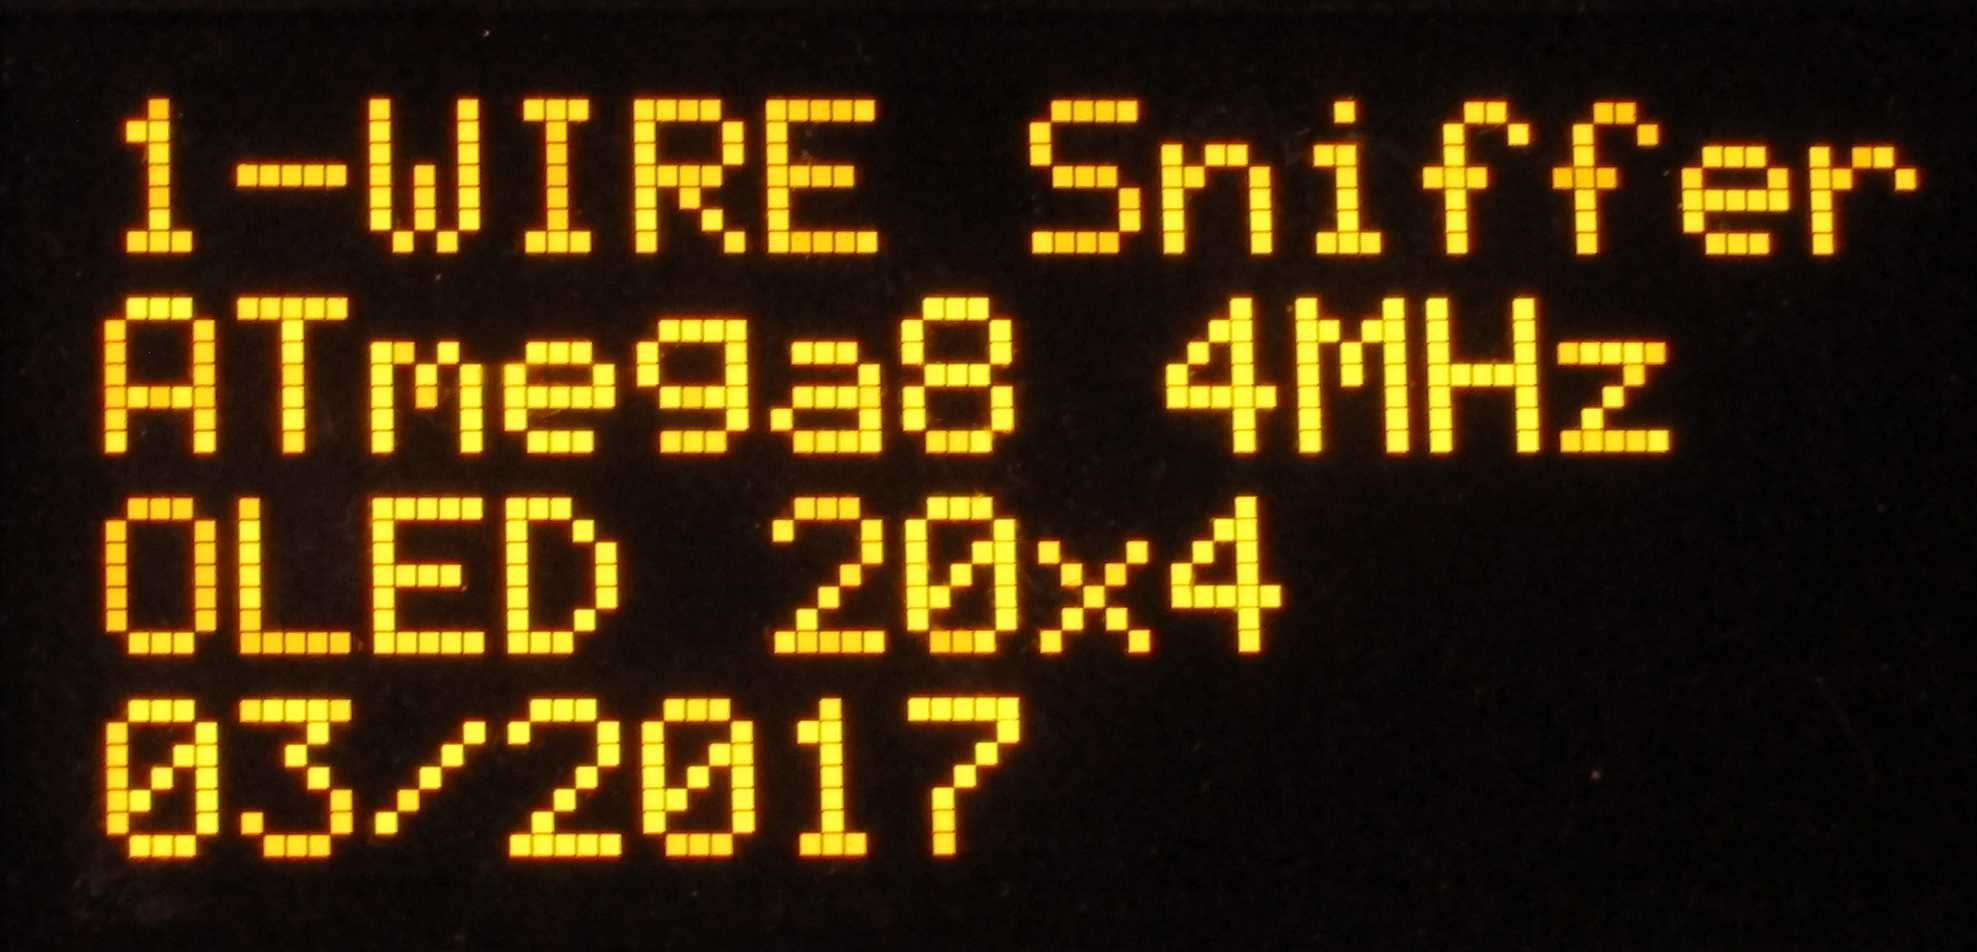 1-WIRE Sniffer
ATmega8 4MHz
OLED 20x4
03/2017